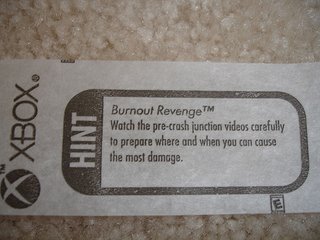 XBOX®
HINT
Burnout Revenge™
Watch the pre-crash junction videos carefully
to prepare where and when you can cause
the most damage.
E